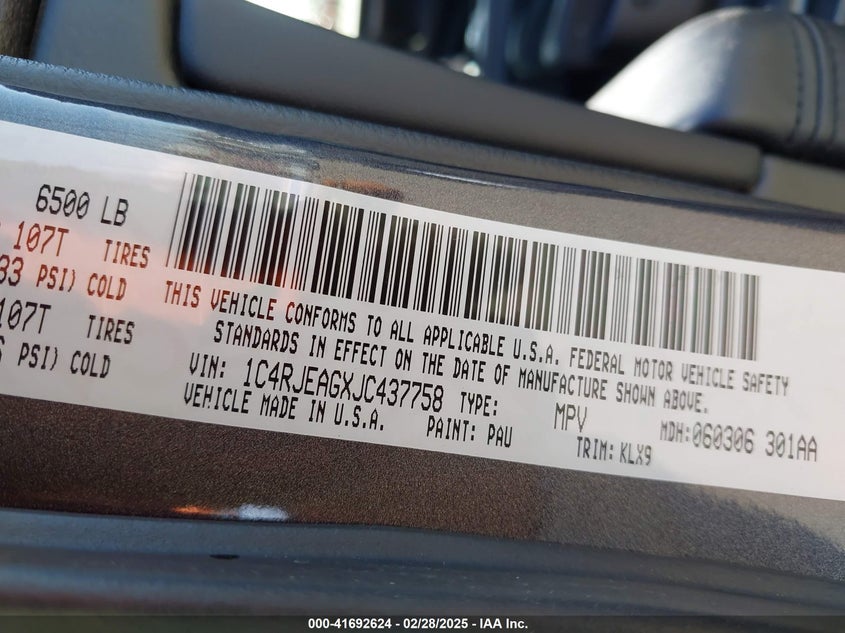 6500 LB
107T TIRES
33 PSI) COLD
107T TIRES
PSI) COLD
THIS VEHICLE CONFORMS TO ALL APPLICABLE U.S.A. FEDERAL MOTOR VEHICLE SAFETY
STANDARDS IN EFFECT ON THE DATE OF MANUFACTURE SHOWN ABOVE.
VIN: 1C4RJEAGXJC437758 TYPE: MPV MDH:060306 301AA
VEHICLE MADE IN U.S.A. PAINT: PAU TRIM: KLX9
000-41692624 / 02/28/2025 / IAA Inc.